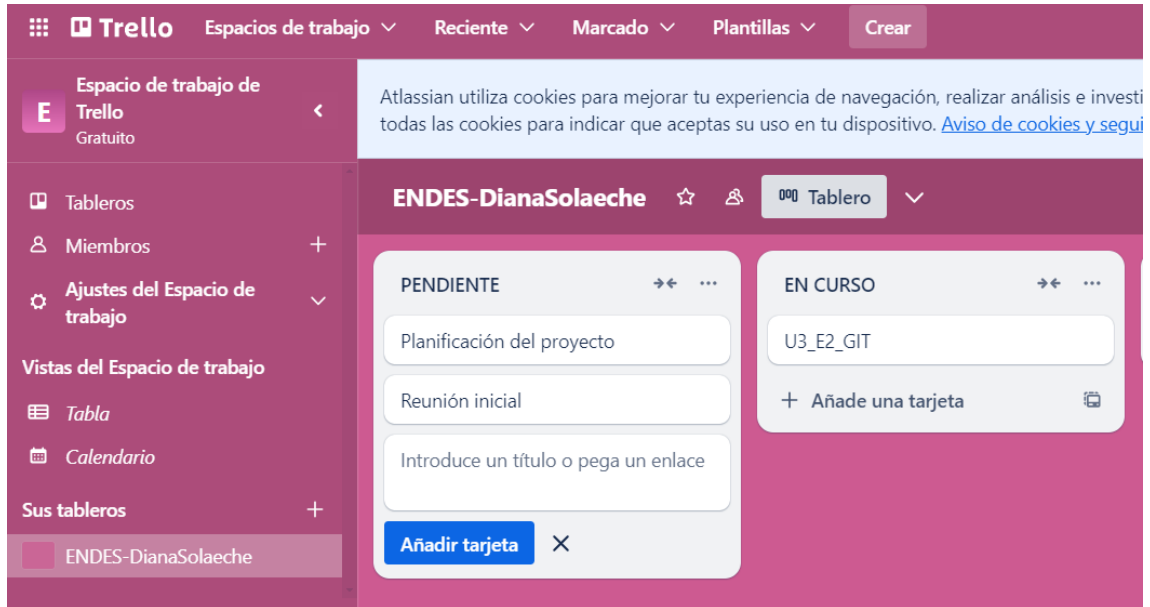 Trello Espacios de trabajo Reciente Marcado Plantillas Crear
E
Espacio de trabajo de
Trello
Gratuito
Tableros
Miembros
Ajustes del Espacio de
trabajo
Vistas del Espacio de trabajo
Tabla
Calendario
Sus tableros
ENDES-DianaSolaeche
Atlassian utiliza cookies para mejorar tu experiencia de navegación, realizar análisis e investi
todas las cookies para indicar que aceptas su uso en tu dispositivo. Aviso de cookies y segui
ENDES-DianaSolaeche Tablero
PENDIENTE
Planificación del proyecto
Reunión inicial
Introduce un título o pega un enlace
Añadir tarjeta
EN CURSO
U3_E2_GIT
+ Añade una tarjeta